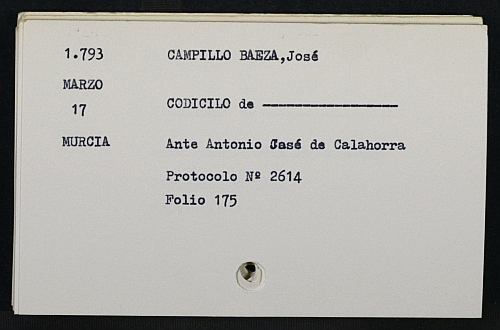 1.793 CAMPILLO BAEZA,José
MARZO
17 CODICILO de -----------------
MURCIA Ante Antonio José de Calahorra
Protocolo Nº 2614
Folio 175